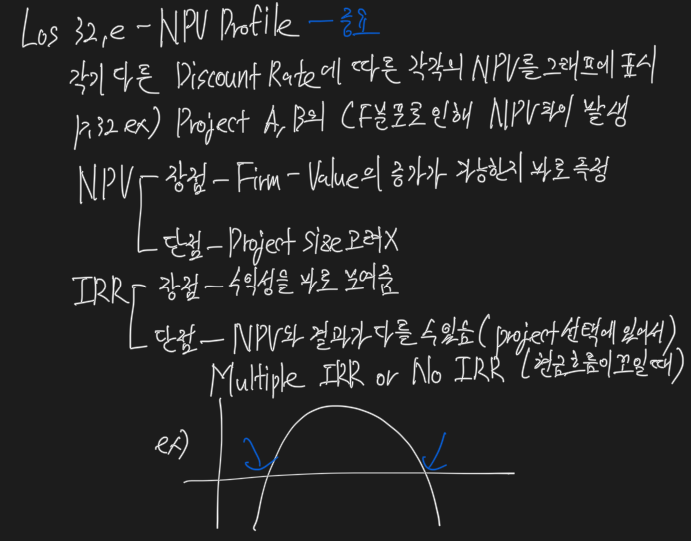 Los 32,e - NPV Profile - 중요
각기 다른 Discount Rate에 따른 각각의 NPV를 그래프에 표시
p.32 ex) Project A, B의 CF분포로 인해 NPV차이 발생
NPV 장점 - Firm-Value의 증가가 가능한지 바로 측정
단점 - Project Size 고려X
IRR 장점 - 수익성을 바로 보여줌
단점 - NPV와 결과가 다를 수 있음 (project 선택에 있어서)
Multiple IRR or No IRR (현금흐름이 꼬일 때)
ex)